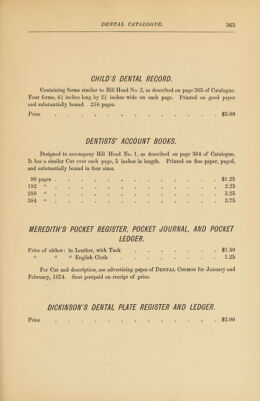 DENTAL CATALOGUE. 363
CHILD'S DENTAL RECORD.
Containing forms similar to Bill Head No. 2, as described on page 365 of Catalogue.
Four forms, 6½ inches long by 2½ inches wide on each page. Printed on good paper
and substantially bound. 216 pages.
Price . . . . . . . . . . . . $3.00
DENTISTS' ACCOUNT BOOKS.
Designed to accompany Bill Head No. 1, as described on page 364 of Catalogue.
It has a similar Cut over each page, 5 inches in length. Printed on fine paper, paged,
and substantially bound in four sizes.
96 pages . . . . . . . . . . . . $1.25
192 " . . . . . . . . . . . . 2.25
288 " . . . . . . . . . . . . 3.25
384 " . . . . . . . . . . . . 3.75
MEREDITH'S POCKET REGISTER, POCKET JOURNAL, AND POCKET
LEDGER.
Price of either: in Leather, with Tuck . . . . . . $1.50
" " " English Cloth . . . . . . 1.25
For Cut and description, see advertising pages of DENTAL COSMOS for January and
February, 1874. Sent postpaid on receipt of price.
DICKINSON'S DENTAL PLATE REGISTER AND LEDGER.
Price . . . . . . . . . . . . $2.00